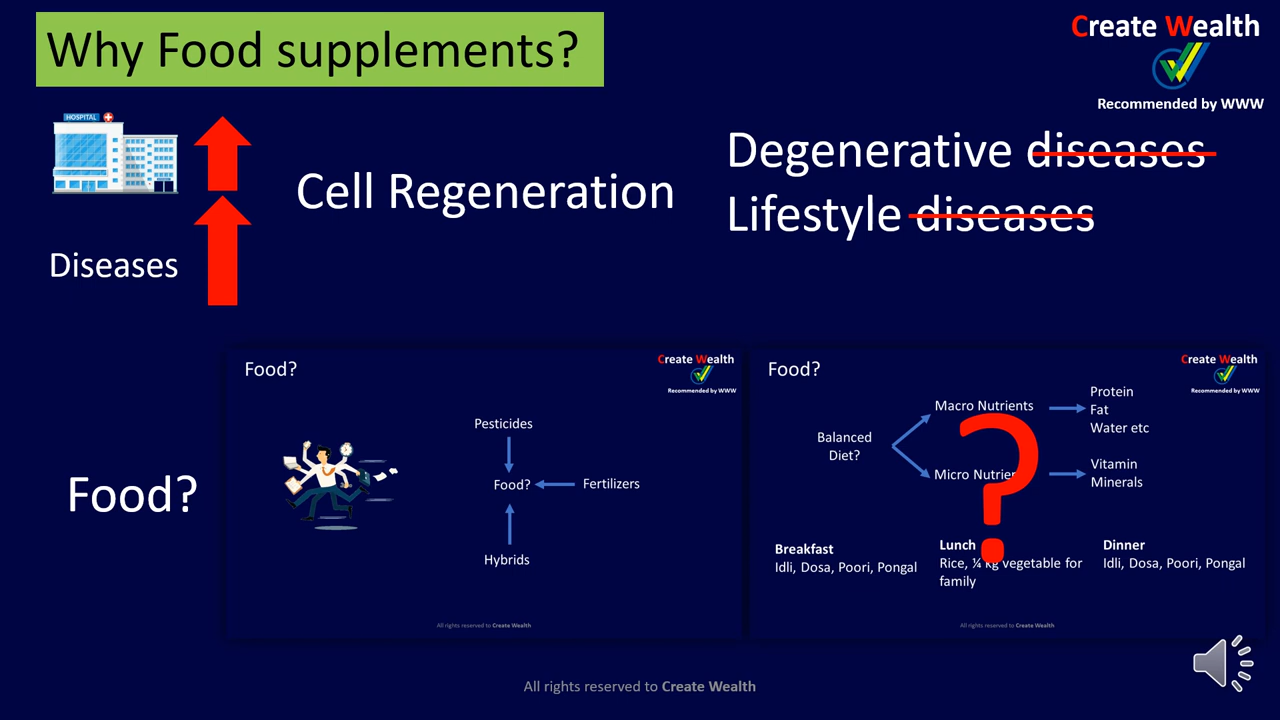 Why Food supplements?
Create Wealth
Recommended by WWW
HOSPITAL
Diseases
Cell Regeneration
Degenerative diseases
Lifestyle diseases
Food?
Food?
Create Wealth
Recommended by WWW
Pesticides
Food?
Fertilizers
Hybrids
All rights reserved to Create Wealth
Food?
Create Wealth
Recommended by WWW
Balanced
Diet?
Macro Nutrients
Protein
Fat
Water etc
Micro Nutrien
Vitamin
Minerals
?
Breakfast
Idli, Dosa, Poori, Pongal
Lunch
Rice, ¼ kg vegetable for
family
Dinner
Idli, Dosa, Poori, Pongal
All rights reserved to Create Wealth
All rights reserved to Create Wealth